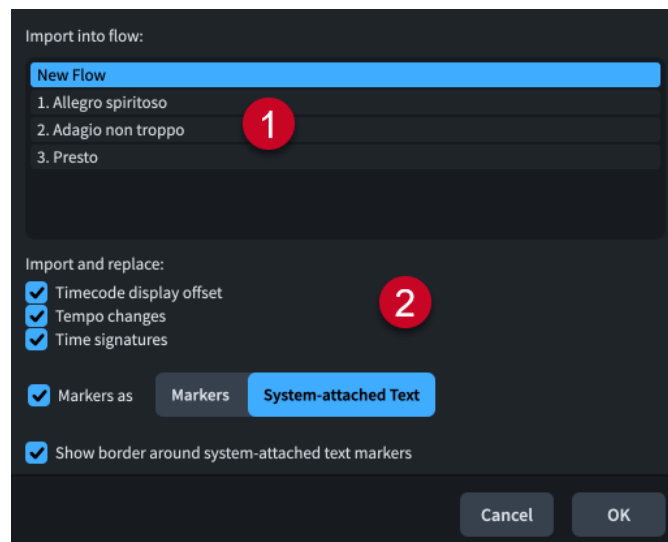 Import into flow:
New Flow
1. Allegro spiritoso
2. Adagio non troppo
1
3. Presto
Import and replace:
Timecode display offset
Tempo changes
2
Time signatures
Markers as Markers System-attached Text
Show border around system-attached text markers
Cancel OK